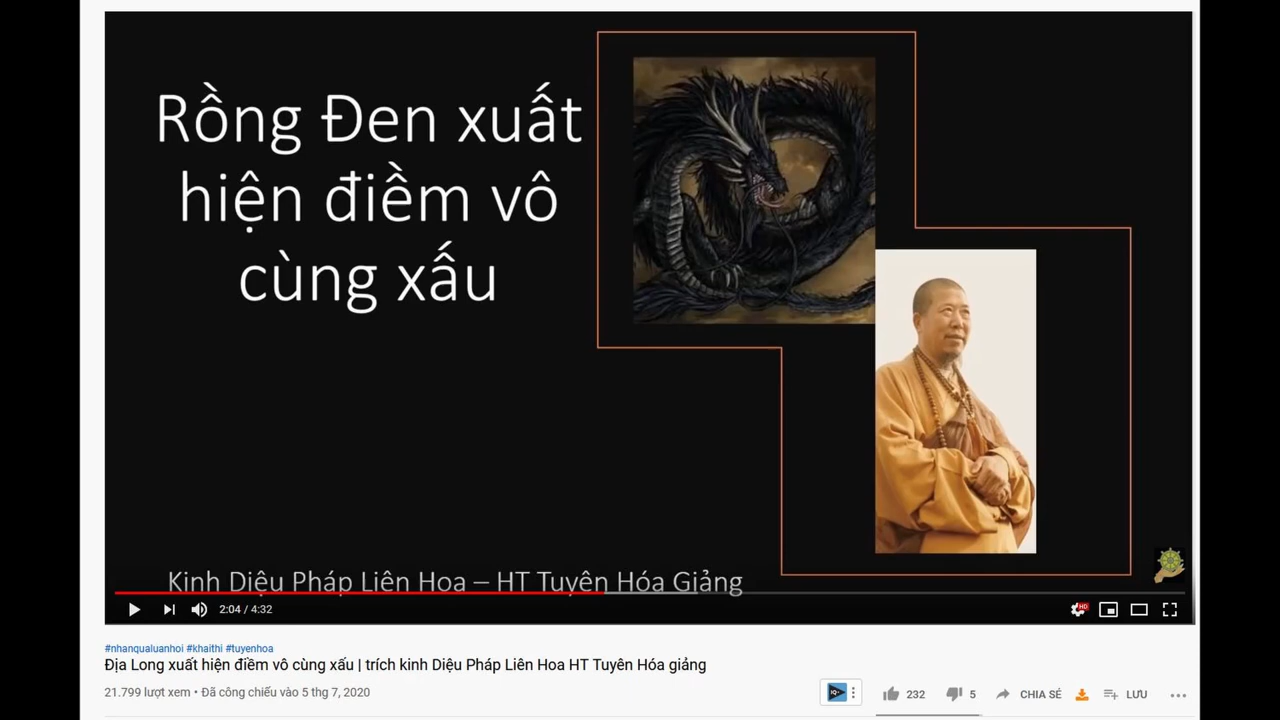 Rồng Đen xuất
hiện điềm vô
cùng xấu
Kinh Diệu Pháp Liên Hoa – HT Tuyên Hóa Giảng
2:04 / 4:32
HD
#nhanqualuanhoi #khaithi #tuyenhoa
Địa Long xuất hiện điềm vô cùng xấu | trích kinh Diệu Pháp Liên Hoa HT Tuyên Hóa giảng
21.799 lượt xem • Đã công chiếu vào 5 thg 7, 2020
IQ
232
5
CHIA SẺ
LƯU